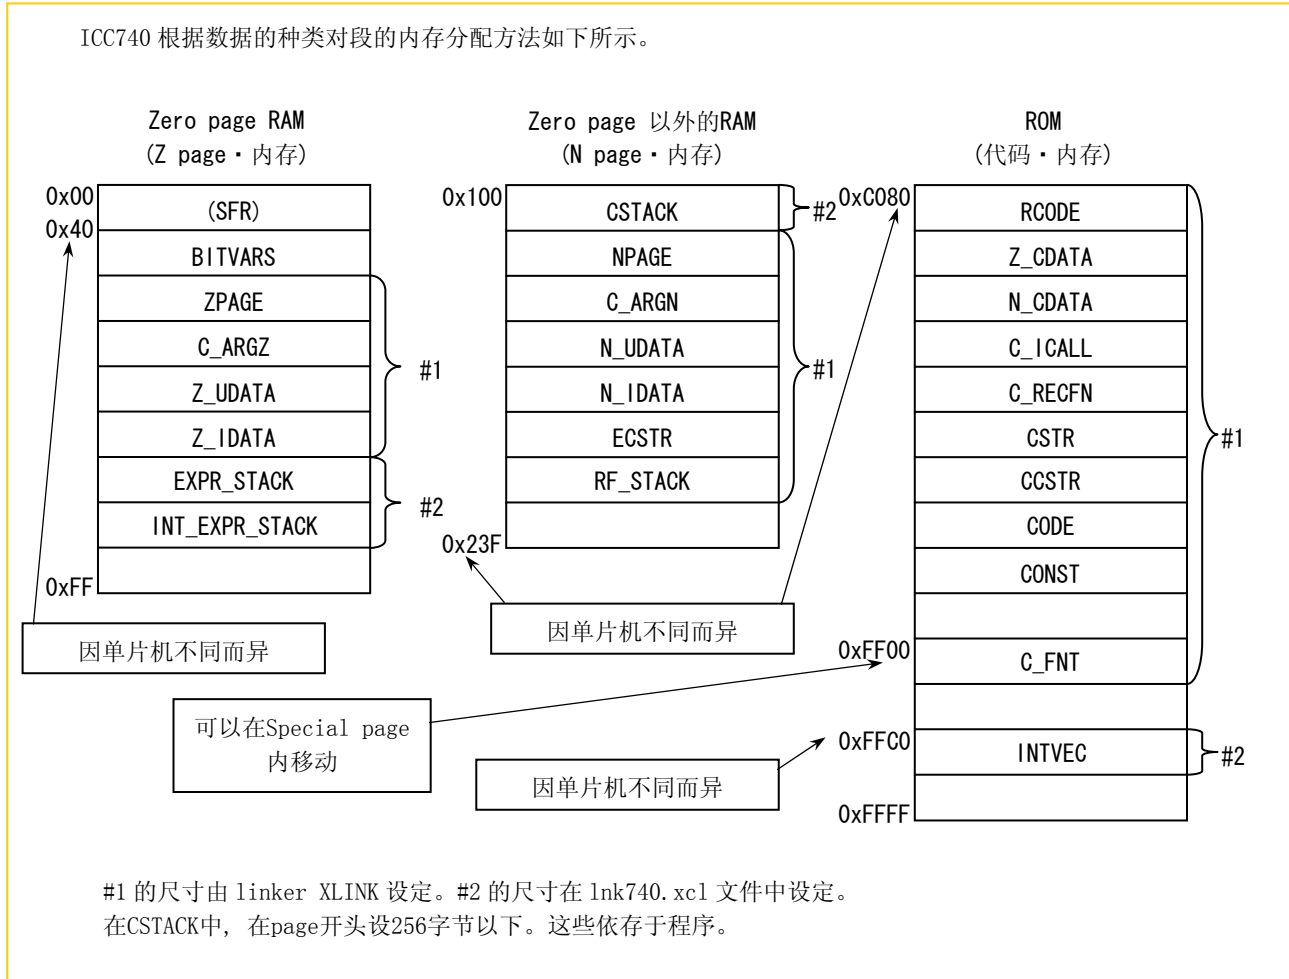 ICC740 根据数据的种类对段的内存分配方法如下所示。
Zero page RAM
(Z page・内存)
0x00
(SFR)
0x40
BITVARS
ZPAGE
C_ARGZ
Z_UDATA
Z_IDATA
EXPR_STACK
INT_EXPR_STACK
0xFF
#1
#2
因单片机不同而异
Zero page 以外的RAM
(N page・内存)
0x100
CSTACK
NPAGE
C_ARGN
N_UDATA
N_IDATA
ECSTR
RF_STACK
0x23F
#2
#1
因单片机不同而异
ROM
(代码・内存)
0xC080
RCODE
Z_CDATA
N_CDATA
C_ICALL
C_RECFN
CSTR
CCSTR
CODE
CONST
0xFF00
C_FNT
0xFFC0
INTVEC
0xFFFF
#1
#2
可以在Special page
内移动
因单片机不同而异
#1 的尺寸由 linker XLINK 设定。#2 的尺寸在 lnk740.xcl 文件中设定。
在CSTACK中, 在page开头设256字节以下。这些依存于程序。